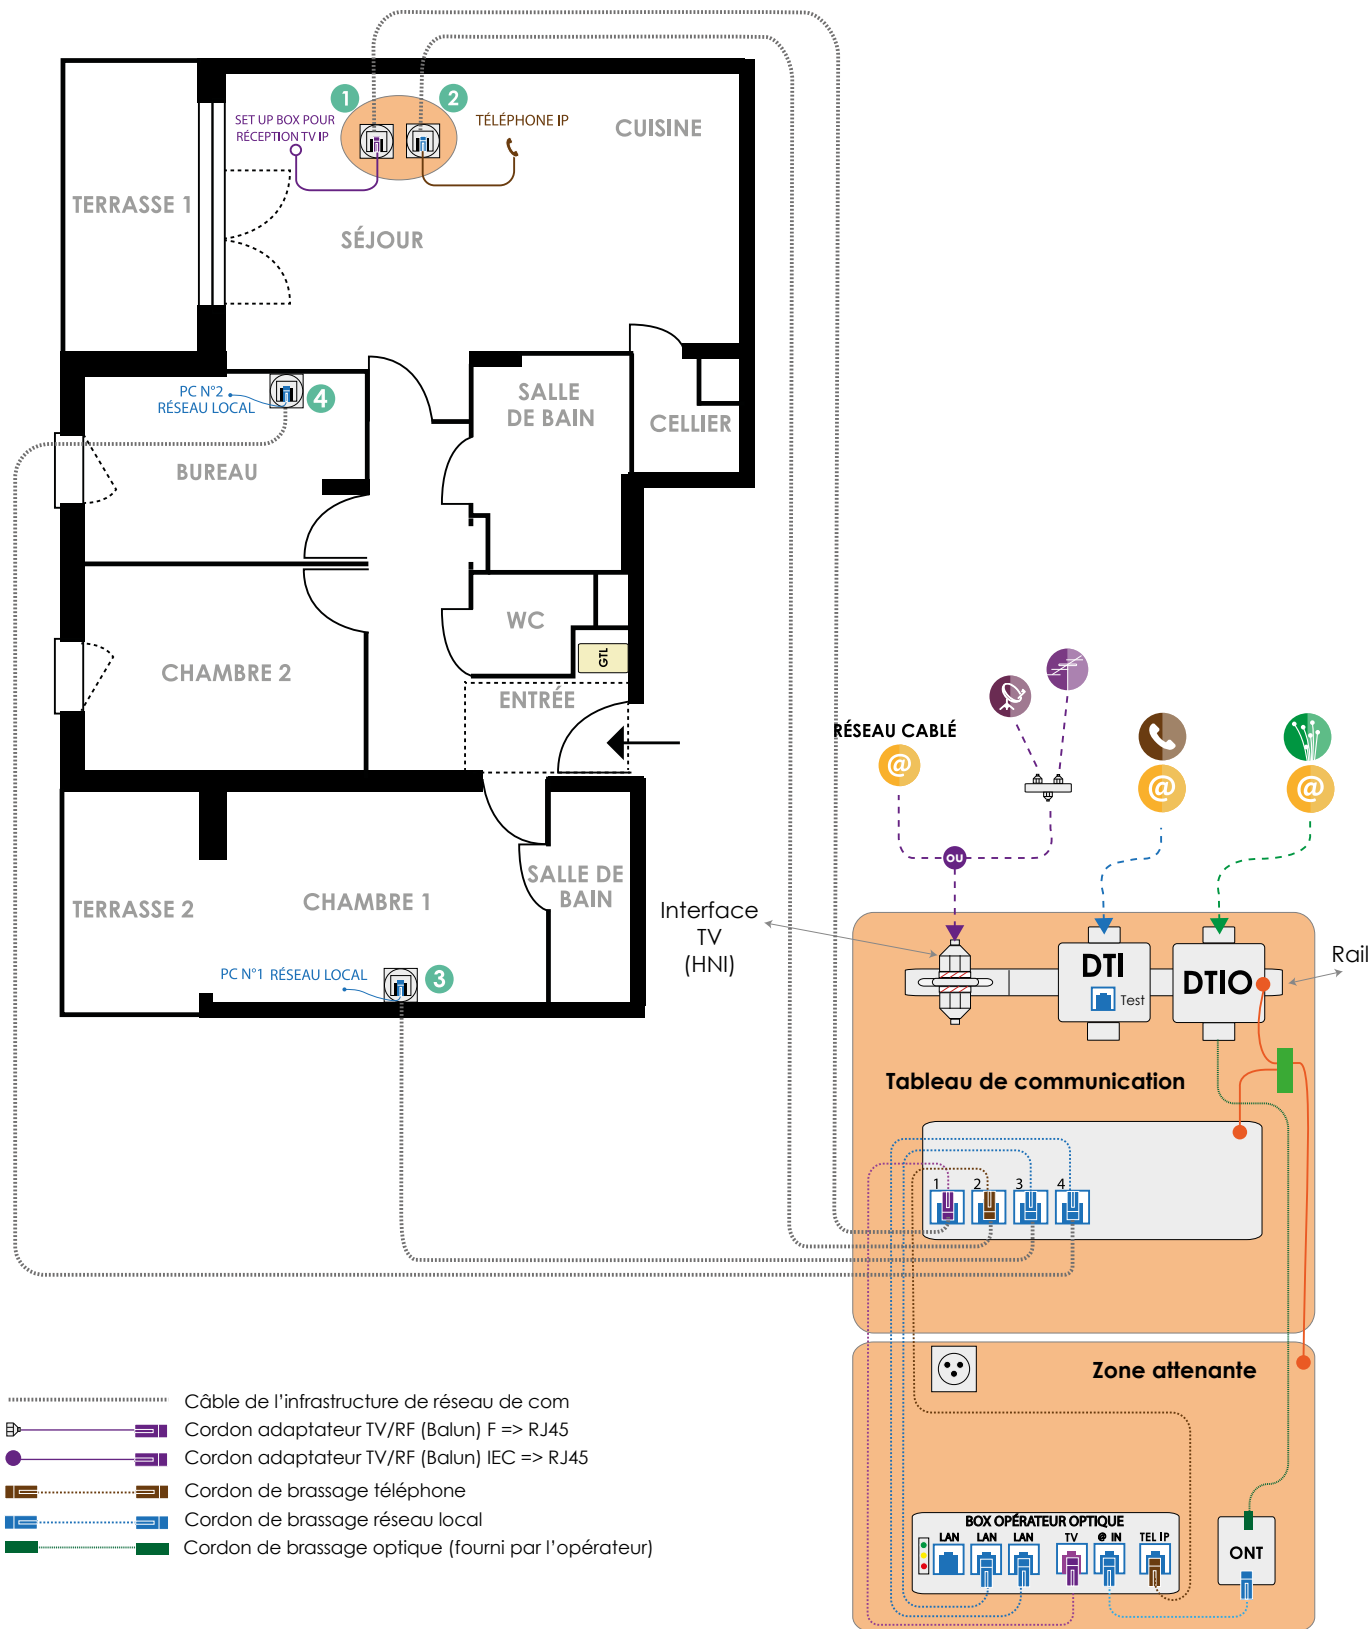 1
2
SET UP BOX POUR
RÉCEPTION TV IP
TÉLÉPHONE IP
CUISINE
TERRASSE 1
SÉJOUR
PC N°2
RÉSEAU LOCAL
4
SALLE
DE BAIN
CELLIER
BUREAU
WC
GTL
CHAMBRE 2
ENTRÉE
RÉSEAU CABLÉ
@
@
@
OU
TERRASSE 2
CHAMBRE 1
SALLE DE
BAIN
PC N°1 RÉSEAU LOCAL
3
Interface
TV
(HNI)
DTI
Test
DTIO
Rail
Tableau de communication
1
2
3
4
Zone attenante
Câble de l'infrastructure de réseau de com
Cordon adaptateur TV/RF (Balun) F => RJ45
Cordon adaptateur TV/RF (Balun) IEC => RJ45
Cordon de brassage téléphone
Cordon de brassage réseau local
Cordon de brassage optique (fourni par l'opérateur)
BOX OPÉRATEUR OPTIQUE
LAN LAN LAN TV @ IN TEL IP
ONT